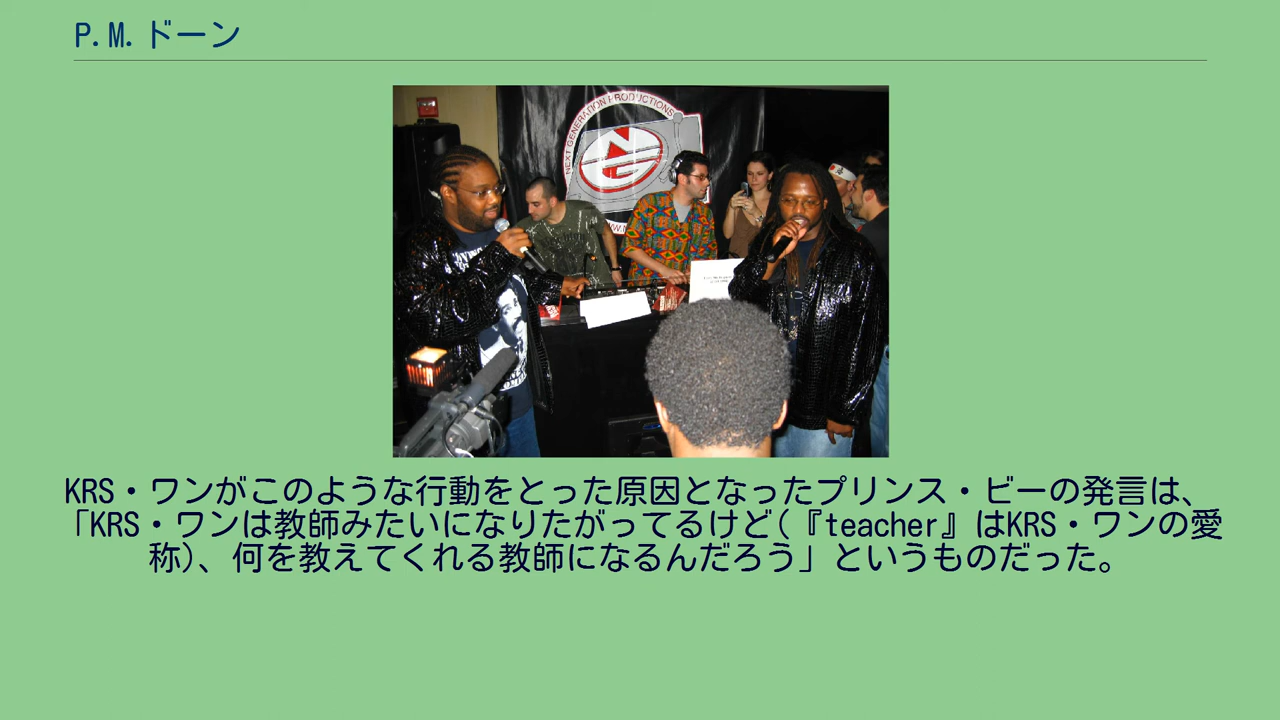 P.M.ドーン
NEXT GENERATION PRODUCTIONS
KRS・ワンがこのような行動をとった原因となったプリンス・ビーの発言は、
「KRS・ワンは教師みたいになりたがってるけど(『teacher』はKRS・ワンの愛
称)、何を教えてくれる教師になるんだろう」というものだった。